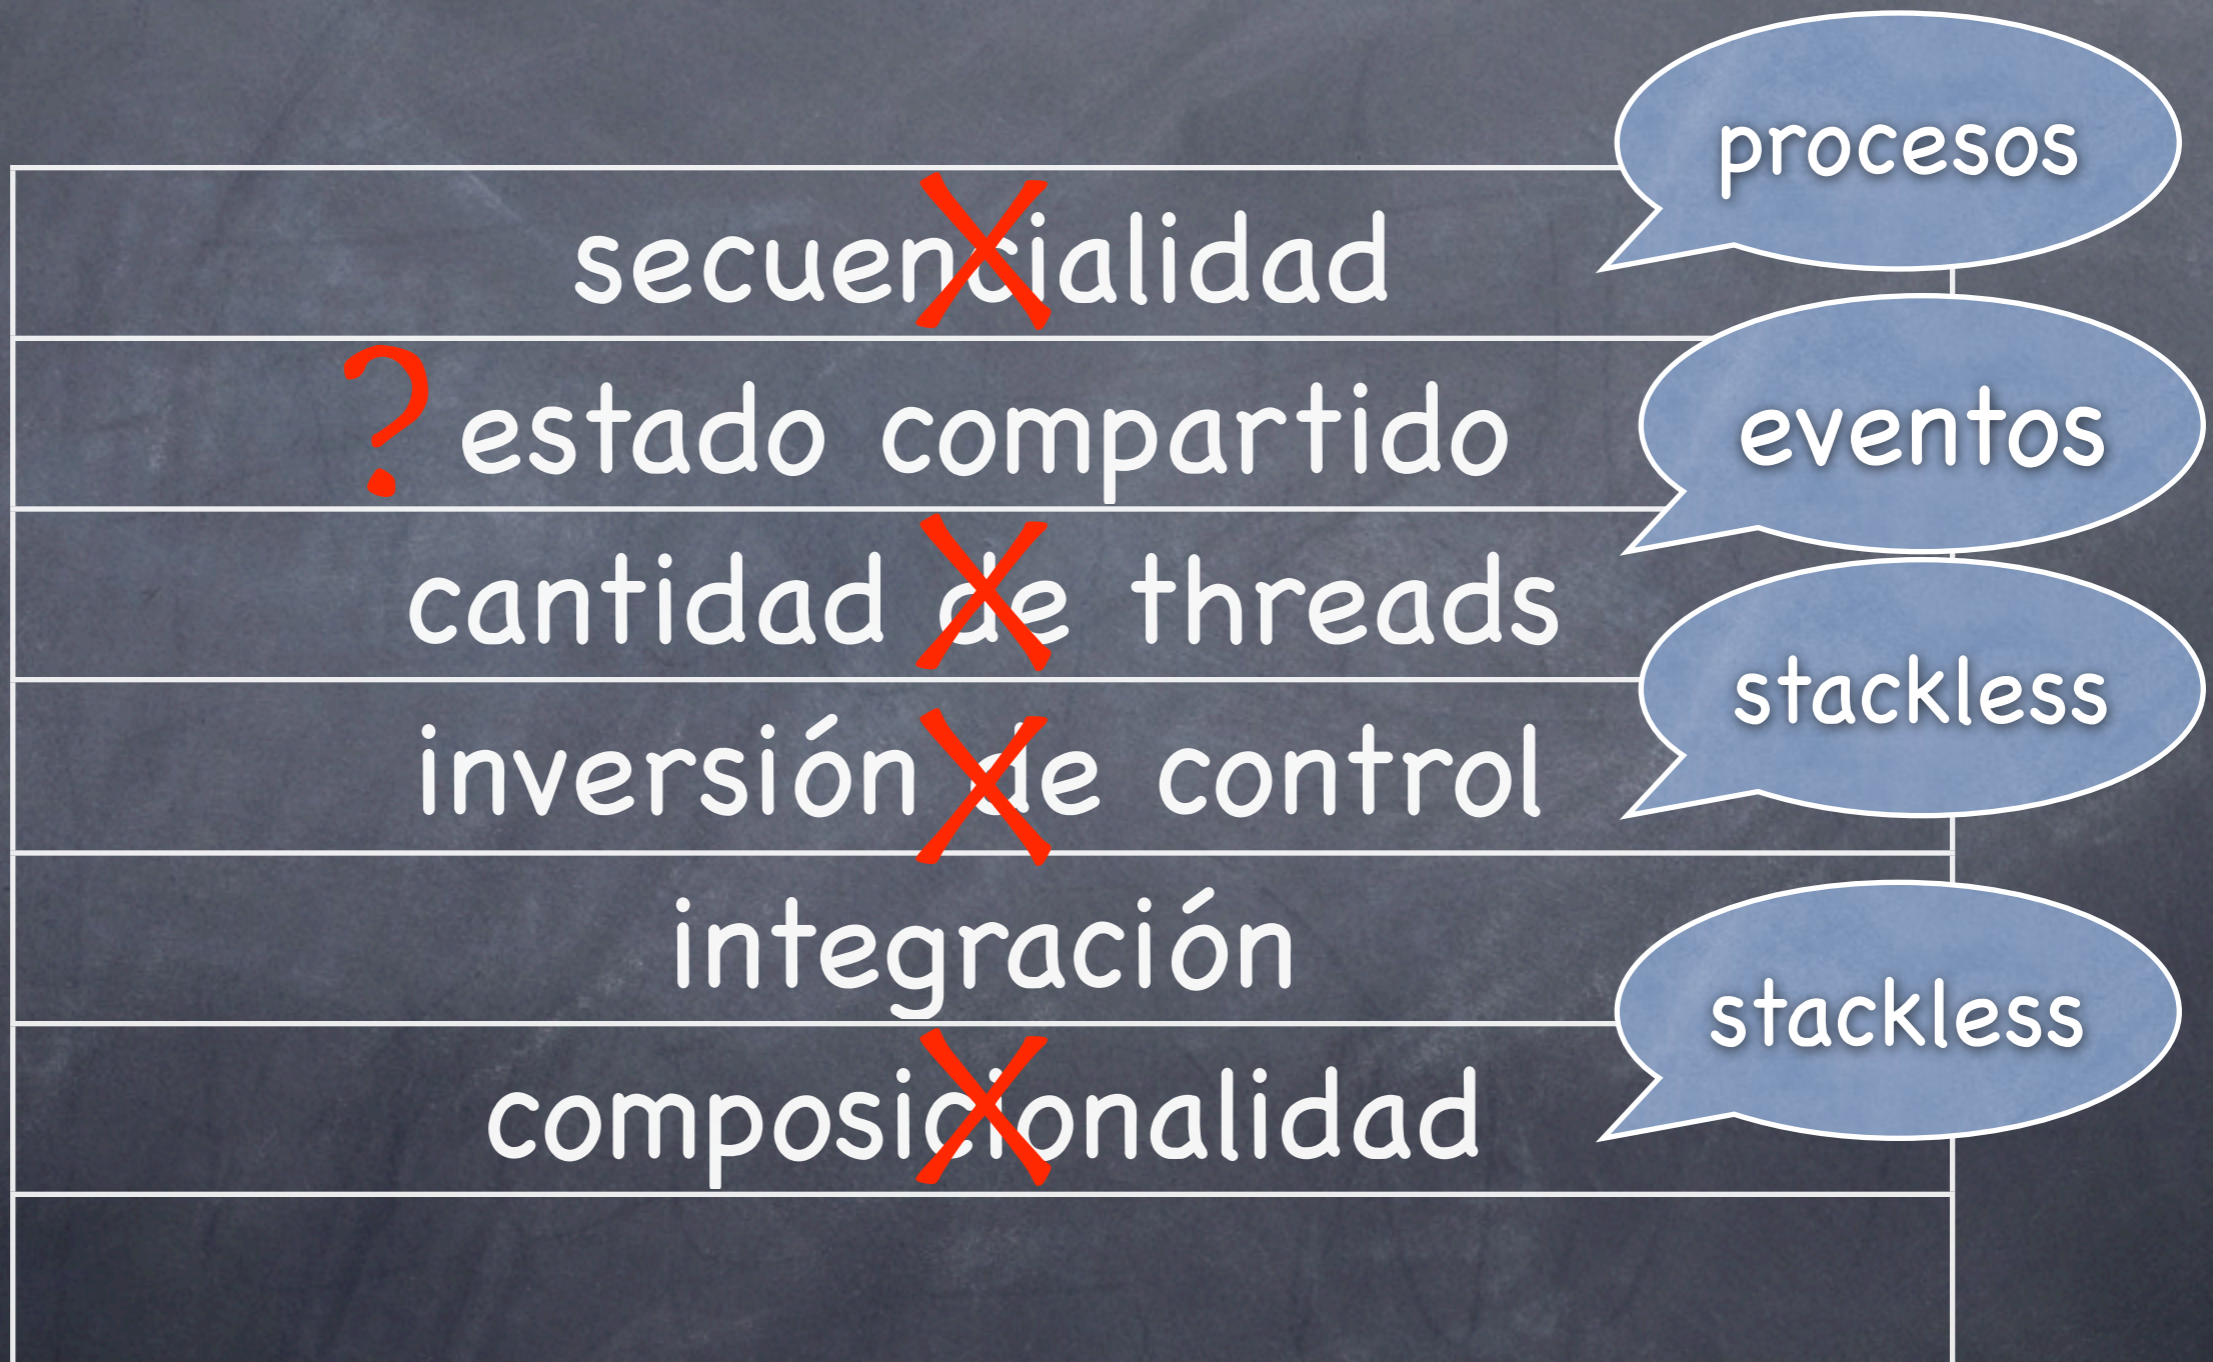 procesos
secuencialidad
? estado compartido
eventos
cantidad de threads
stackless
inversión de control
integración
stackless
composicionalidad